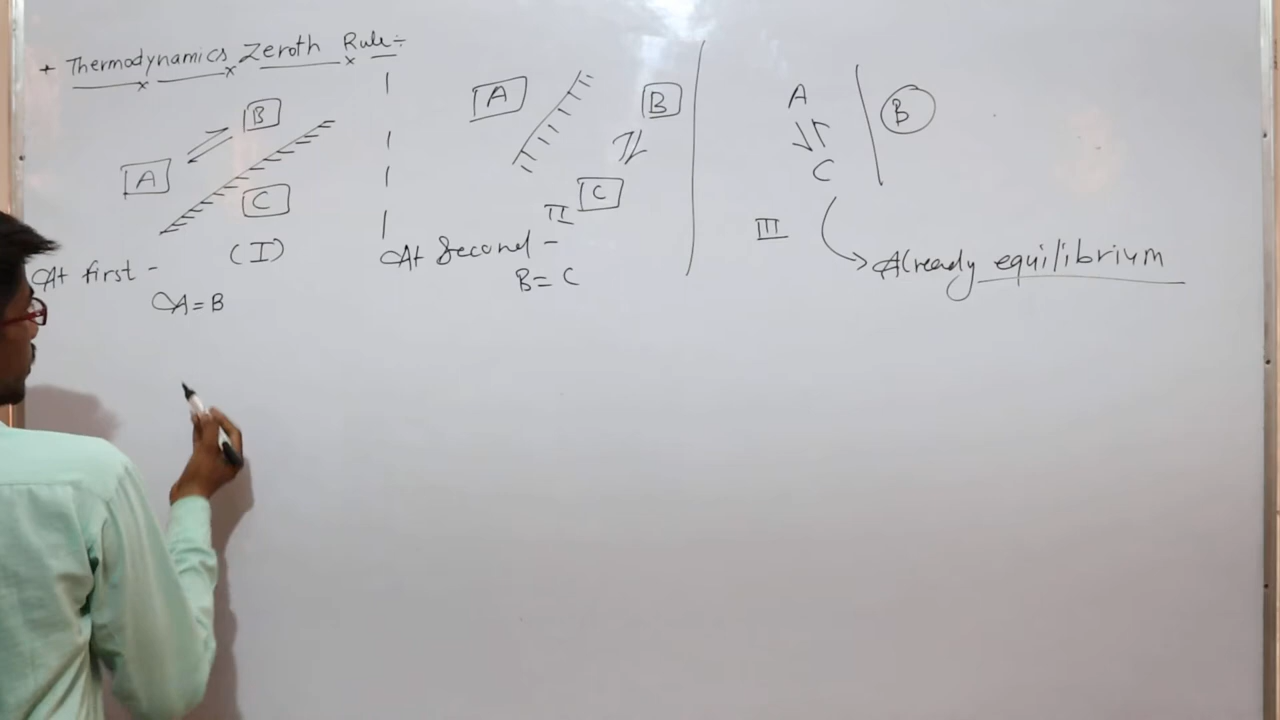 + Thermodynamics Zeroth Rule :-
B
A
C
(I)
At first -
A = B
A
B
C
II
At Second -
B = C
A
C
B
III
Already equilibrium